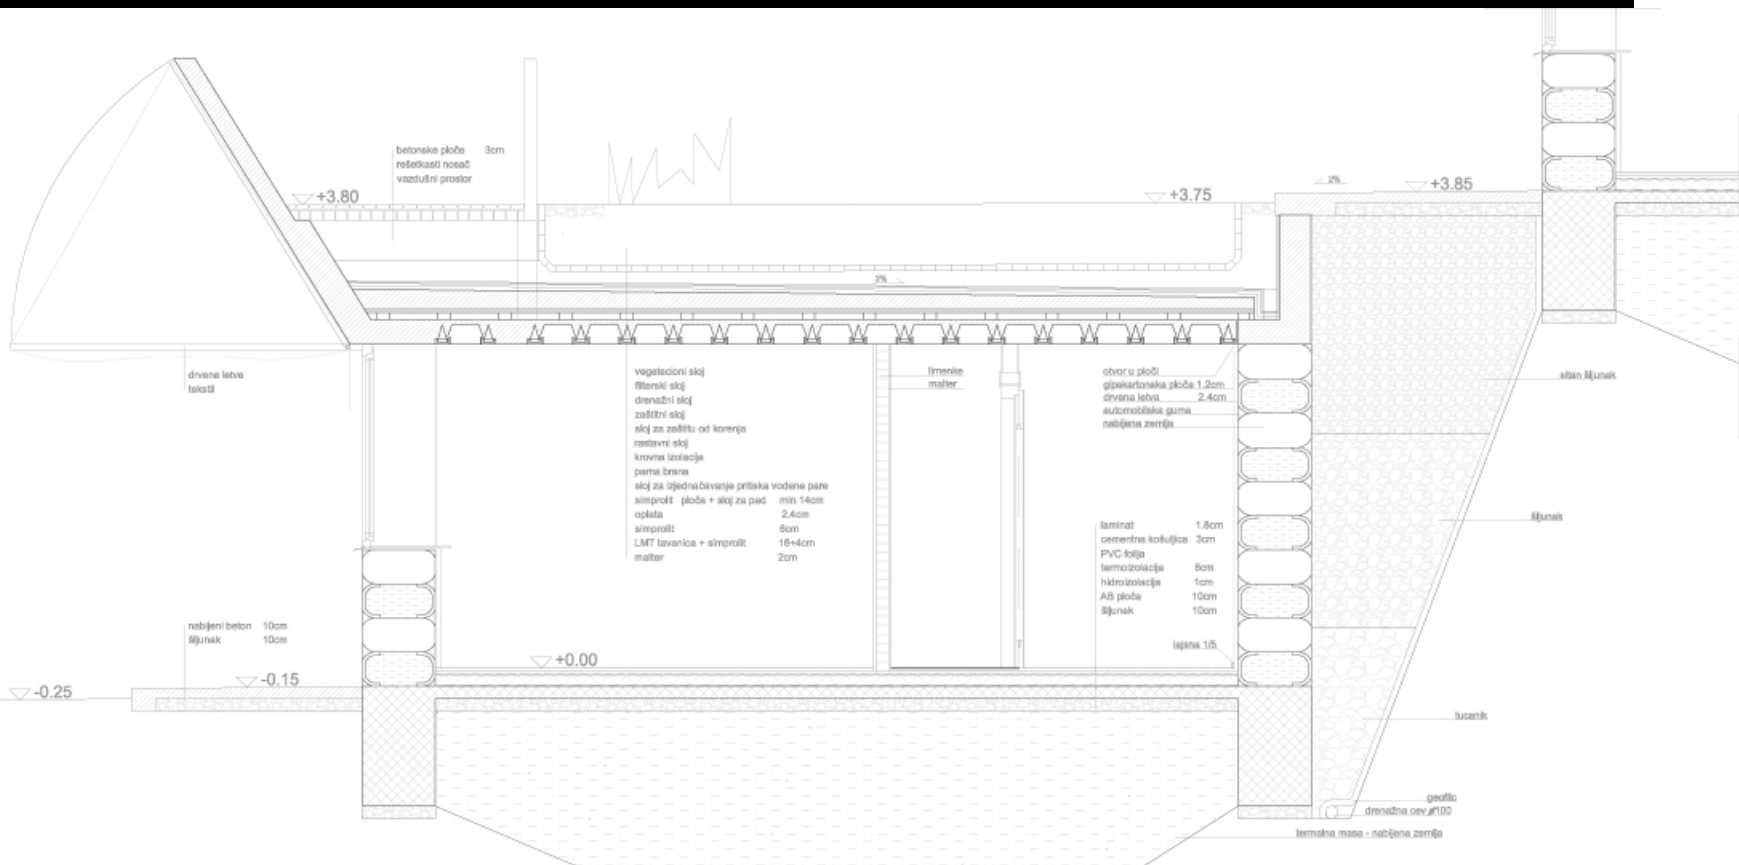 betonske ploče 3cm
rešetkasti nosač
vazdušni prostor
+3.80
+3.75
2%
+3.85
2%
drvena letva
tekstil
vegetacioni sloj
filterski sloj
drenažni sloj
zaštitni sloj
sloj za zaštitu od korenja
rastavni sloj
krovna izolacija
parna brana
sloj za izjednačavanje pritiska vodene pare
simprolit ploča + sloj za pad min 14cm
oplata 2.4cm
simprolit 6cm
LMT tavanica + simprolit 16+4cm
malter 2cm
limenke
malter
otvor u ploči
gipskartonska ploča 1.2cm
drvena letva 2.4cm
automobilska guma
nabijena zemlja
sitan šljunak
šljunak
laminat 1.8cm
cementna košuljica 3cm
PVC folija
termoizolacija 8cm
hidroizolacija 1cm
AB ploča 10cm
šljunak 10cm
lajsna 1/5
nabijeni beton 10cm
šljunak 10cm
+0.00
-0.15
-0.25
tucanik
geofilc
drenažna cev ø100
termalna masa - nabijena zemlja